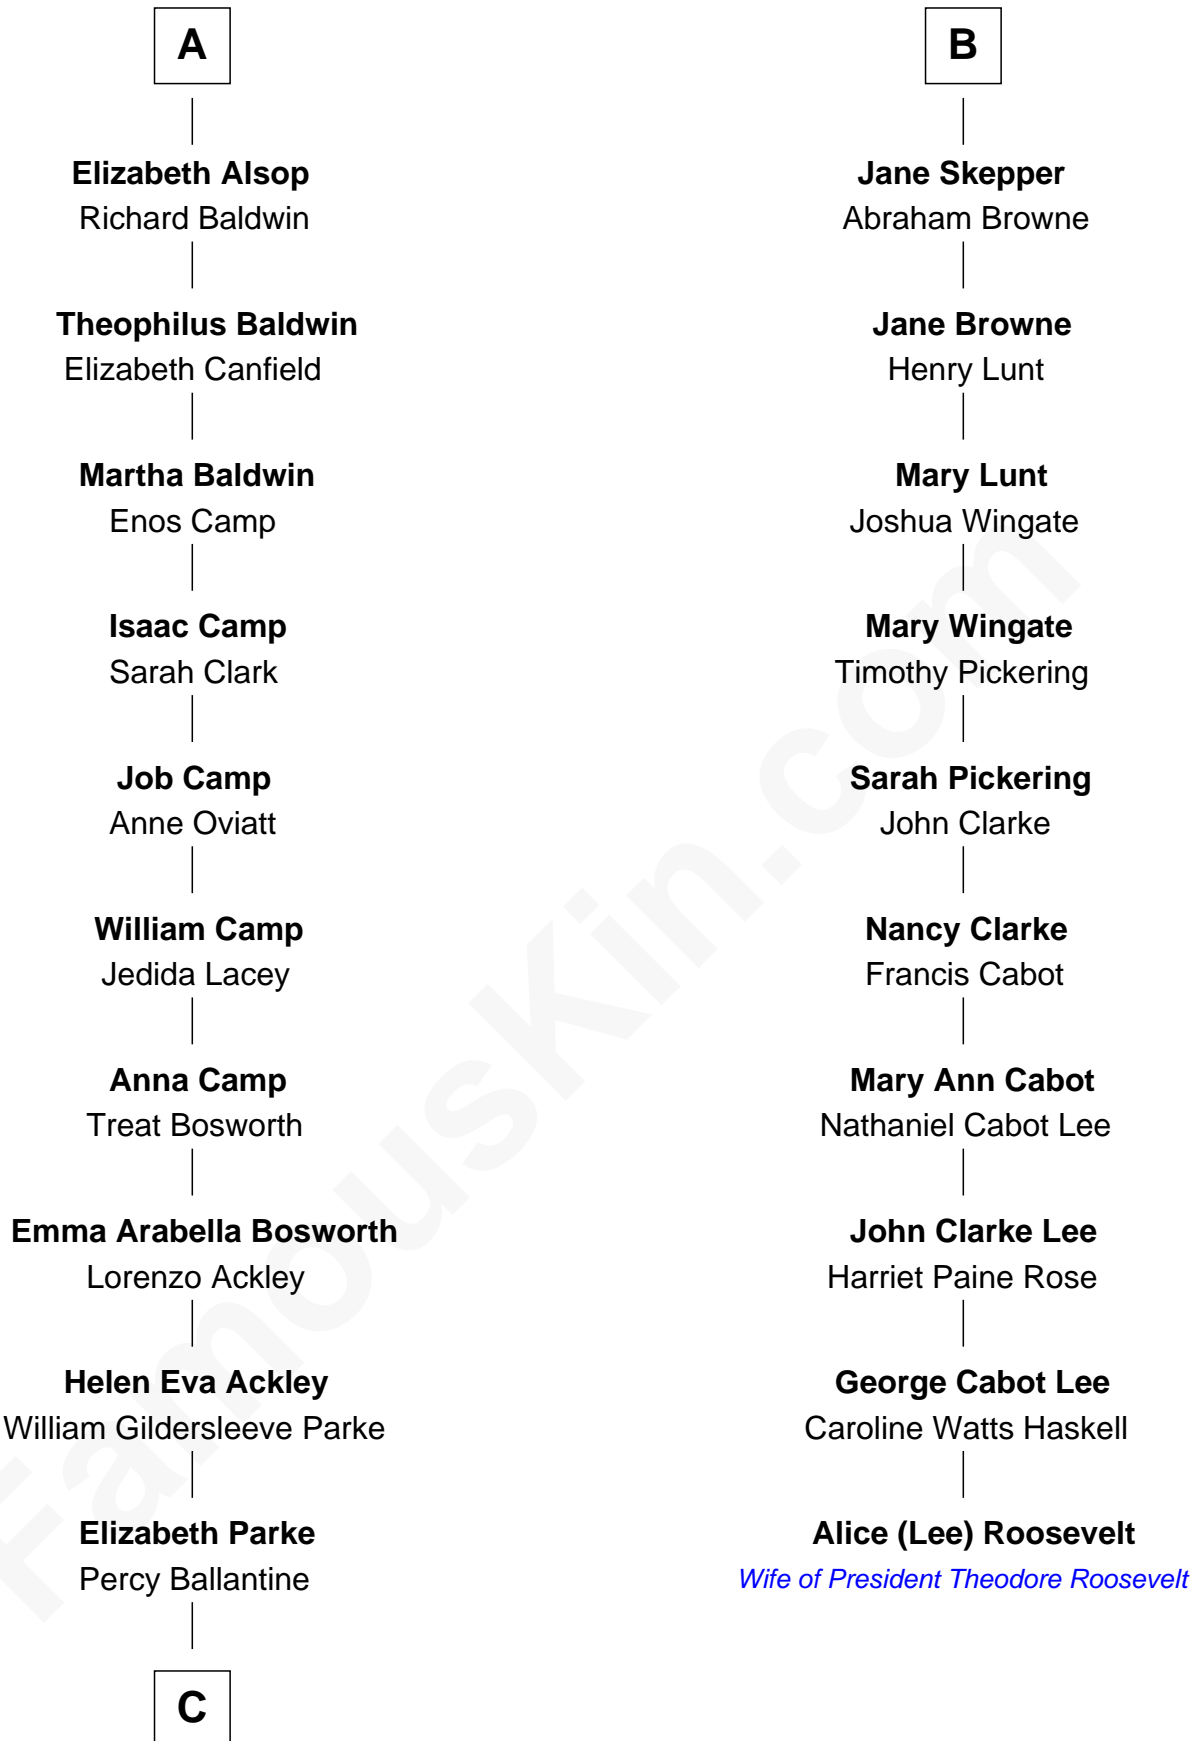 A
Elizabeth Alsop
Richard Baldwin
Theophilus Baldwin
Elizabeth Canfield
Martha Baldwin
Enos Camp
Isaac Camp
Sarah Clark
Job Camp
Anne Oviatt
William Camp
Jedida Lacey
Anna Camp
Treat Bosworth
Emma Arabella Bosworth
Lorenzo Ackley
Helen Eva Ackley
William Gildersleeve Parke
Elizabeth Parke
Percy Ballantine
C
B
Jane Skepper
Abraham Browne
Jane Browne
Henry Lunt
Mary Lunt
Joshua Wingate
Mary Wingate
Timothy Pickering
Sarah Pickering
John Clarke
Nancy Clarke
Francis Cabot
Mary Ann Cabot
Nathaniel Cabot Lee
John Clarke Lee
Harriet Paine Rose
George Cabot Lee
Caroline Watts Haskell
Alice (Lee) Roosevelt
Wife of President Theodore Roosevelt
FamousKin.com